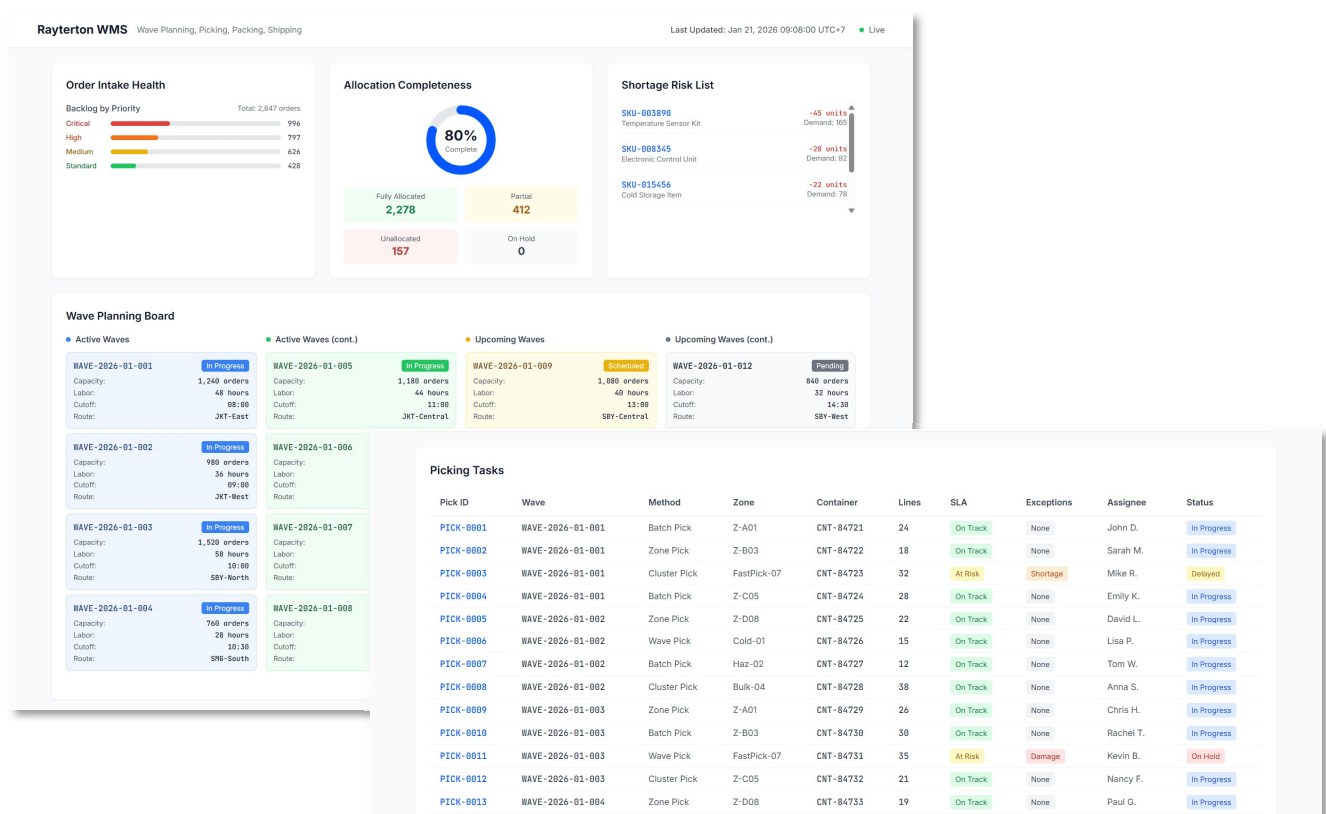 Rayterton WMS Wave Planning, Picking, Packing, Shipping Last Updated: Jan 21, 2026 09:08:00 UTC+7 Live
Order Intake Health
Backlog by Priority Total: 2,847 orders
Critical 996
High 797
Medium 626
Standard 428
Allocation Completeness
80%
Complete
Fully Allocated Partial
2,278 412
Unallocated On Hold
157 0
Shortage Risk List
SKU-003890 -45 units
Temperature Sensor Kit Demand: 165
SKU-008345 -28 units
Electronic Control Unit Demand: 92
SKU-015456 -22 units
Cold Storage Item Demand: 78
Wave Planning Board
Active Waves
WAVE-2026-01-001 In Progress
Capacity: 1,240 orders
Labor: 48 hours
Cutoff: 08:00
Route: JKT-East
WAVE-2026-01-002 In Progress
Capacity: 980 orders
Labor: 36 hours
Cutoff: 09:00
Route: JKT-West
WAVE-2026-01-003 In Progress
Capacity: 1,520 orders
Labor: 58 hours
Cutoff: 10:00
Route: SBY-North
WAVE-2026-01-004 In Progress
Capacity: 760 orders
Labor: 28 hours
Cutoff: 10:30
Route: SMG-South
Active Waves (cont.)
WAVE-2026-01-005 In Progress
Capacity: 1,180 orders
Labor: 44 hours
Cutoff: 11:00
Route: JKT-Central
WAVE-2026-01-006
Capacity:
Labor:
Cutoff:
Route:
WAVE-2026-01-007
Capacity:
Labor:
Cutoff:
Route:
WAVE-2026-01-008
Capacity:
Labor:
Cutoff:
Route:
Upcoming Waves
WAVE-2026-01-009 Scheduled
Capacity: 1,080 orders
Labor: 40 hours
Cutoff: 13:00
Route: SBY-Central
Upcoming Waves (cont.)
WAVE-2026-01-012 Pending
Capacity: 840 orders
Labor: 32 hours
Cutoff: 14:30
Route: SBY-West
Picking Tasks
Pick ID Wave Method Zone Container Lines SLA Exceptions Assignee Status
PICK-0001 WAVE-2026-01-001 Batch Pick Z-A01 CNT-84721 24 On Track None John D. In Progress
PICK-0002 WAVE-2026-01-001 Zone Pick Z-B03 CNT-84722 18 On Track None Sarah M. In Progress
PICK-0003 WAVE-2026-01-001 Cluster Pick FastPick-07 CNT-84723 32 At Risk Shortage Mike R. Delayed
PICK-0004 WAVE-2026-01-001 Batch Pick Z-C05 CNT-84724 28 On Track None Emily K. In Progress
PICK-0005 WAVE-2026-01-002 Zone Pick Z-D08 CNT-84725 22 On Track None David L. In Progress
PICK-0006 WAVE-2026-01-002 Wave Pick Cold-01 CNT-84726 15 On Track None Lisa P. In Progress
PICK-0007 WAVE-2026-01-002 Batch Pick Haz-02 CNT-84727 12 On Track None Tom W. In Progress
PICK-0008 WAVE-2026-01-002 Cluster Pick Bulk-04 CNT-84728 38 On Track None Anna S. In Progress
PICK-0009 WAVE-2026-01-003 Zone Pick Z-A01 CNT-84729 26 On Track None Chris H. In Progress
PICK-0010 WAVE-2026-01-003 Batch Pick Z-B03 CNT-84730 30 On Track None Rachel T. In Progress
PICK-0011 WAVE-2026-01-003 Wave Pick FastPick-07 CNT-84731 35 At Risk Damage Kevin B. On Hold
PICK-0012 WAVE-2026-01-003 Cluster Pick Z-C05 CNT-84732 21 On Track None Nancy F. In Progress
PICK-0013 WAVE-2026-01-004 Zone Pick Z-D08 CNT-84733 19 On Track None Paul G. In Progress